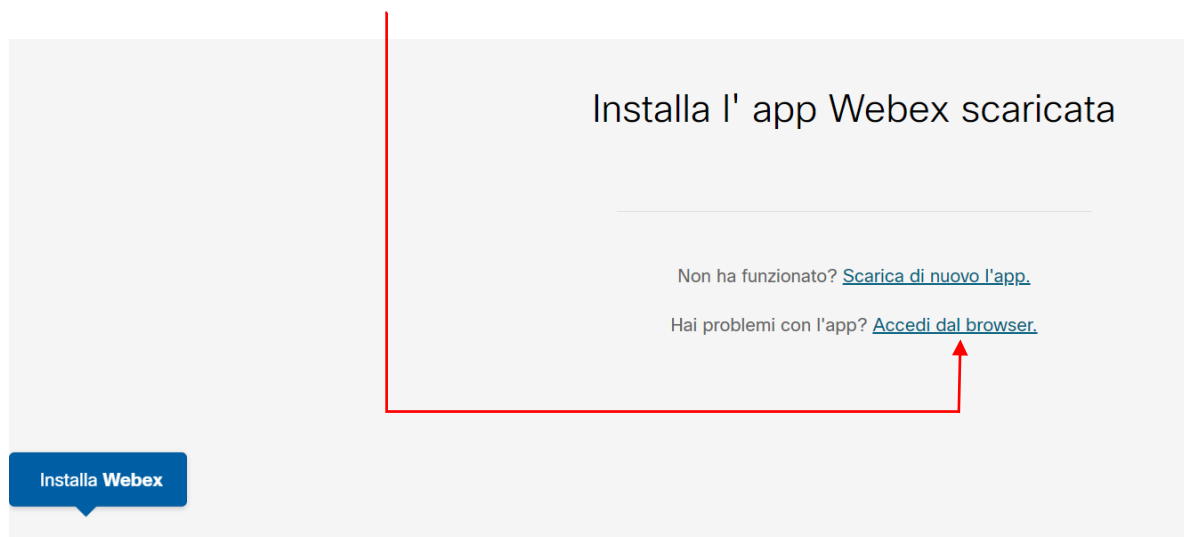 Installa l' app Webex scaricata
Non ha funzionato? Scarica di nuovo l'app.
Hai problemi con l'app? Accedi dal browser.
Installa Webex